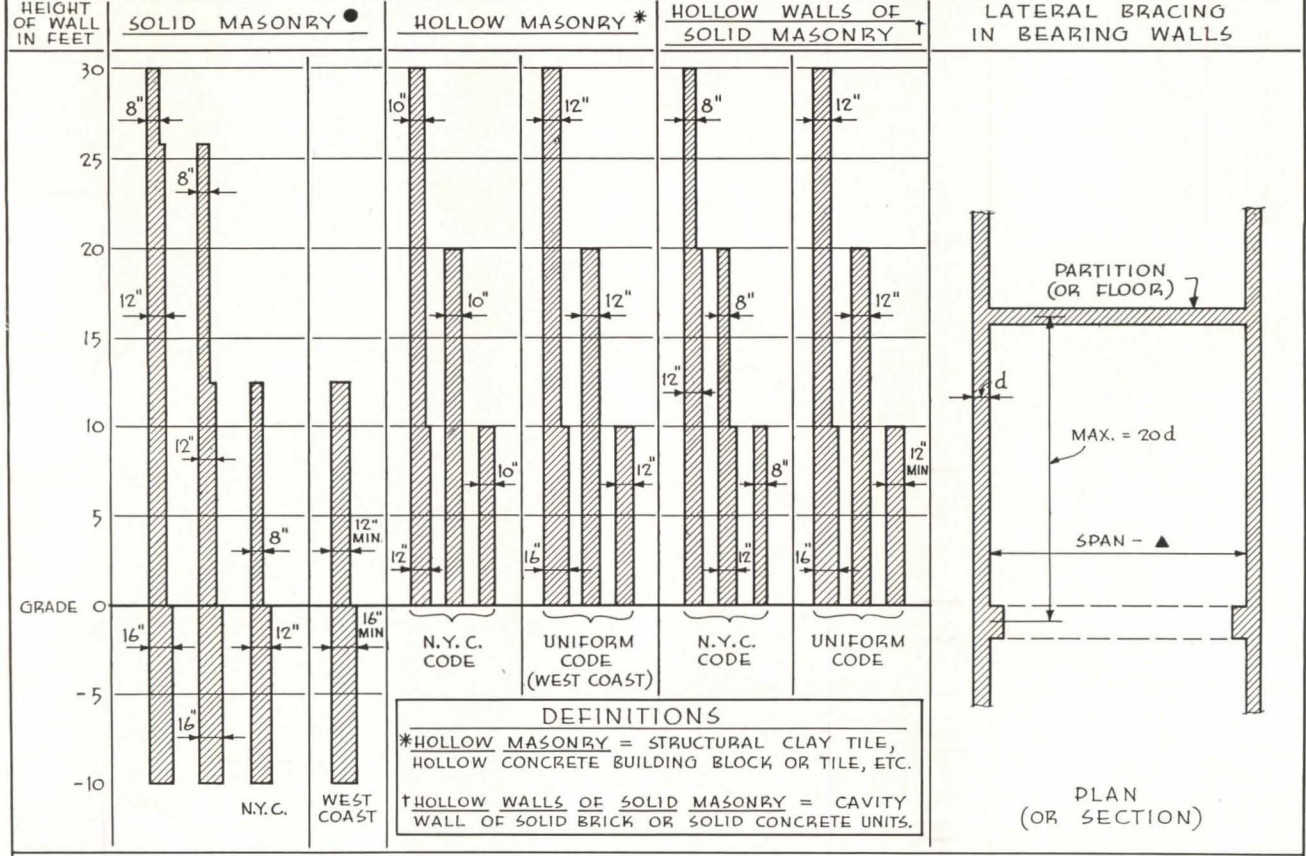 HEIGHT
OF WALL
IN FEET
SOLID MASONRY ●
HOLLOW MASONRY *
HOLLOW WALLS OF
SOLID MASONRY †
LATERAL BRACING
IN BEARING WALLS
30
25
20
15
10
5
GRADE 0
-5
-10
8"
12"
16"
8"
12"
16"
8"
12"
N.Y.C.
12"
MIN.
16"
MIN
WEST
COAST
10"
12"
10"
10"
N.Y.C.
CODE
12"
16"
12"
12"
UNIFORM
CODE
(WEST COAST)
8"
12"
8"
12"
8"
N.Y.C.
CODE
12"
16"
12"
12"
MIN
UNIFORM
CODE
PARTITION
(OR FLOOR)
d
MAX. = 20d
SPAN - ▲
PLAN
(OR SECTION)
DEFINITIONS
*HOLLOW MASONRY = STRUCTURAL CLAY TILE,
HOLLOW CONCRETE BUILDING BLOCK OR TILE, ETC.
†HOLLOW WALLS OF SOLID MASONRY = CAVITY
WALL OF SOLID BRICK OR SOLID CONCRETE UNITS.